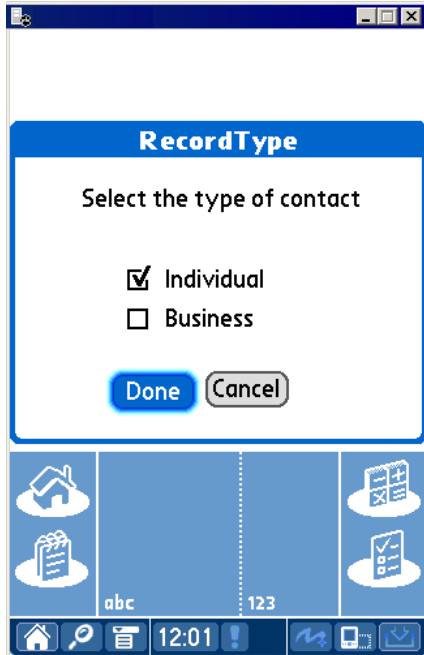 RecordType
Select the type of contact
Individual
Business
Done Cancel
abc 123
12:01